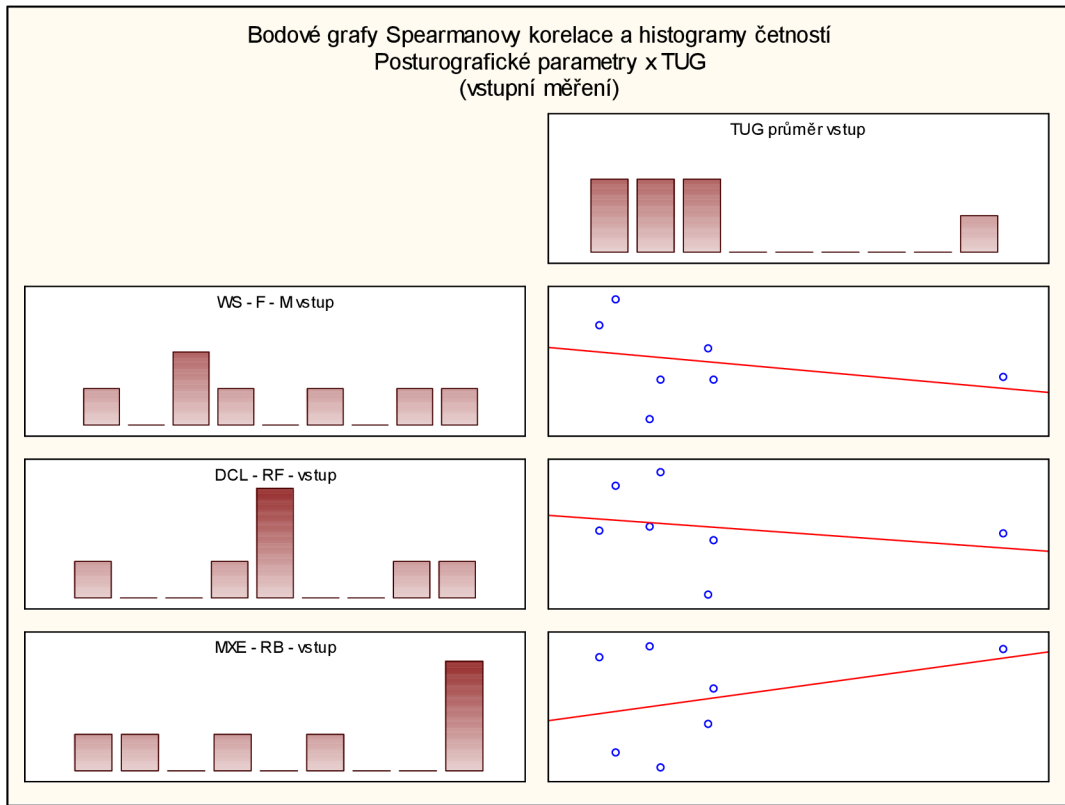 Bodové grafy Spearmanovy korelace a histogramy četností
Posturografické parametry x TUG
(vstupní měření)
TUG průměr vstup
WS - F - M vstup
DCL - RF - vstup
MXE - RB - vstup